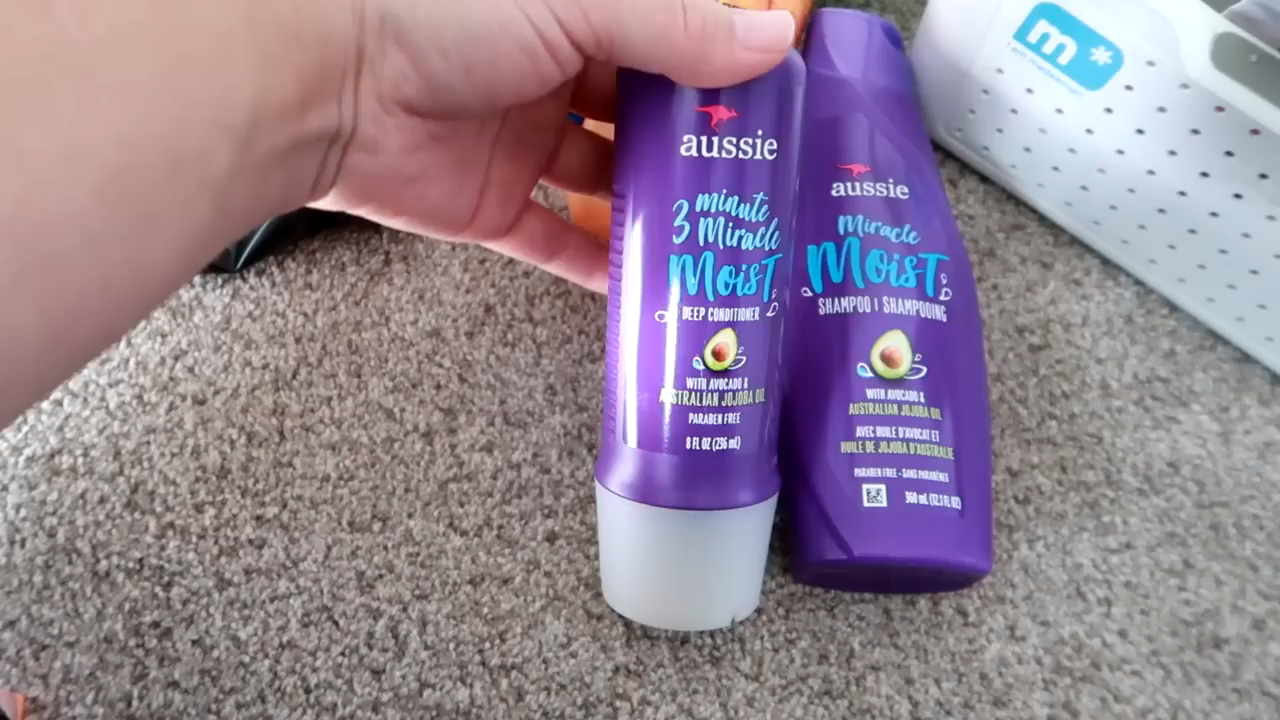 aussie
3 minute
Miracle
Moist
DEEP CONDITIONER
WITH AVOCADO &
AUSTRALIAN JOJOBA OIL
PARABEN FREE
8 FL OZ (236 mL)
aussie
Miracle
Moist
SHAMPOO | SHAMPOOING
WITH AVOCADO &
AUSTRALIAN JOJOBA OIL
AVEC HUILE D'AVOCAT ET
HUILE DE JOJOBA D'AUSTRALIE
PARABEN FREE - SANS PARABÈNES
360 mL (12.2 FL OZ)
m*